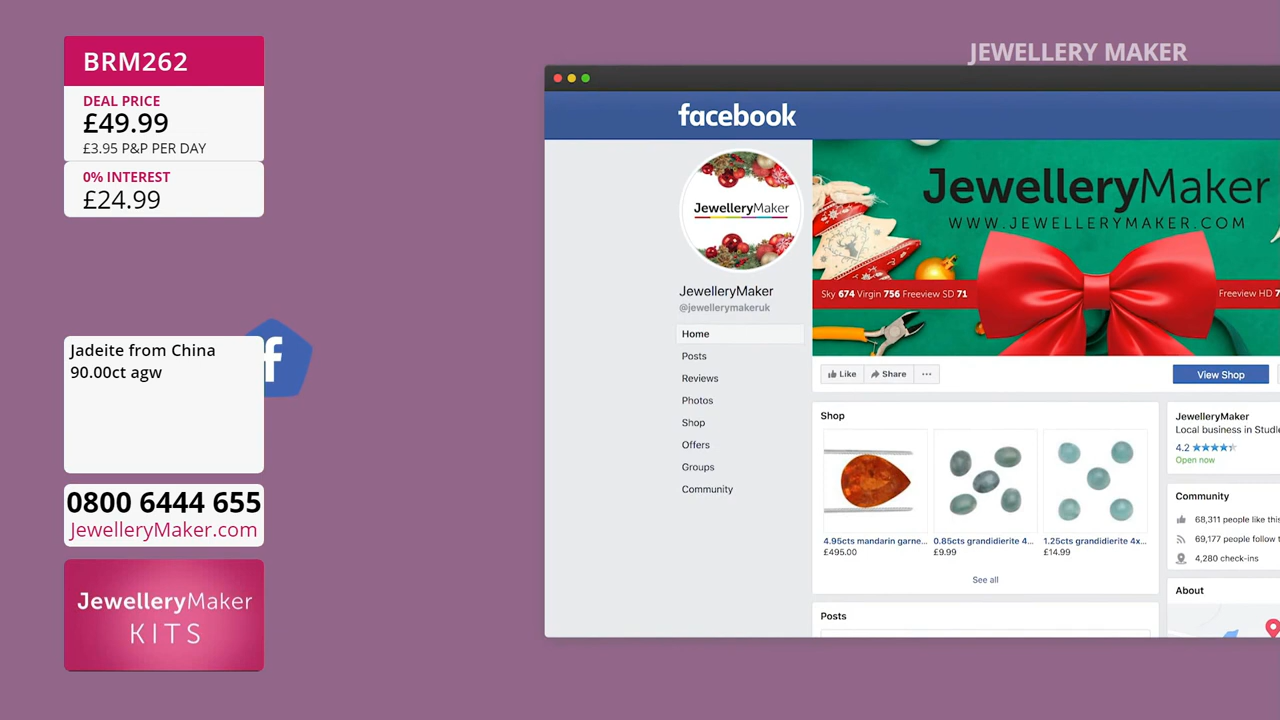 BRM262
DEAL PRICE
£49.99
£3.95 P&P PER DAY
0% INTEREST
£24.99
Jadeite from China
90.00ct agw
f
0800 6444 655
JewelleryMaker.com
JewelleryMaker
KITS
JEWELLERY MAKER
facebook
JewelleryMaker
JewelleryMaker
@jewellerymakeruk
Home
Posts
Reviews
Photos
Shop
Offers
Groups
Community
JewelleryMaker
WWW.JEWELLERYMAKER.COM
Sky 674 Virgin 756 Freeview SD 71
Freeview HD 7
Like
Share
...
View Shop
Shop
4.95cts mandarin garne...
£495.00
0.85cts grandidierite 4...
£9.99
1.25cts grandidierite 4x...
£14.99
See all
Posts
JewelleryMaker
Local business in Studle
4.2
Open now
Community
68,311 people like this
69,177 people follow t
4,280 check-ins
About